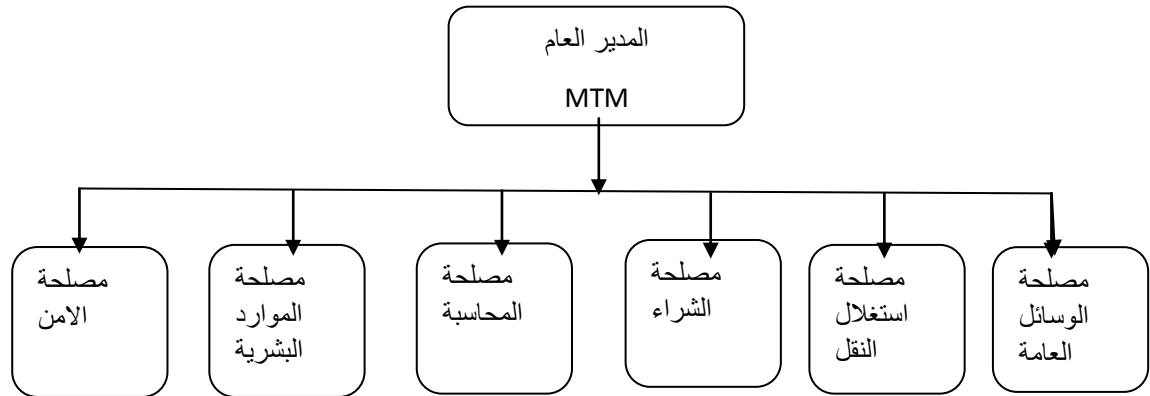 المدير العام
MTM
مصلحة
الوسائل
العامة
مصلحة
استغلال
النقل
مصلحة
الشراء
مصلحة
المحاسبة
مصلحة
الموارد
البشرية
مصلحة
الامن